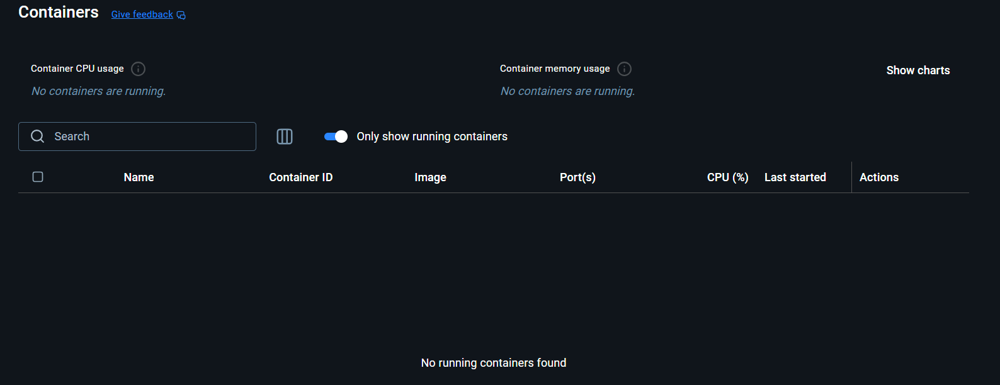 Containers Give feedback
Container CPU usage
No containers are running.
Container memory usage
No containers are running.
Show charts
Search
Only show running containers
Name Container ID Image Port(s) CPU (%) Last started Actions
No running containers found